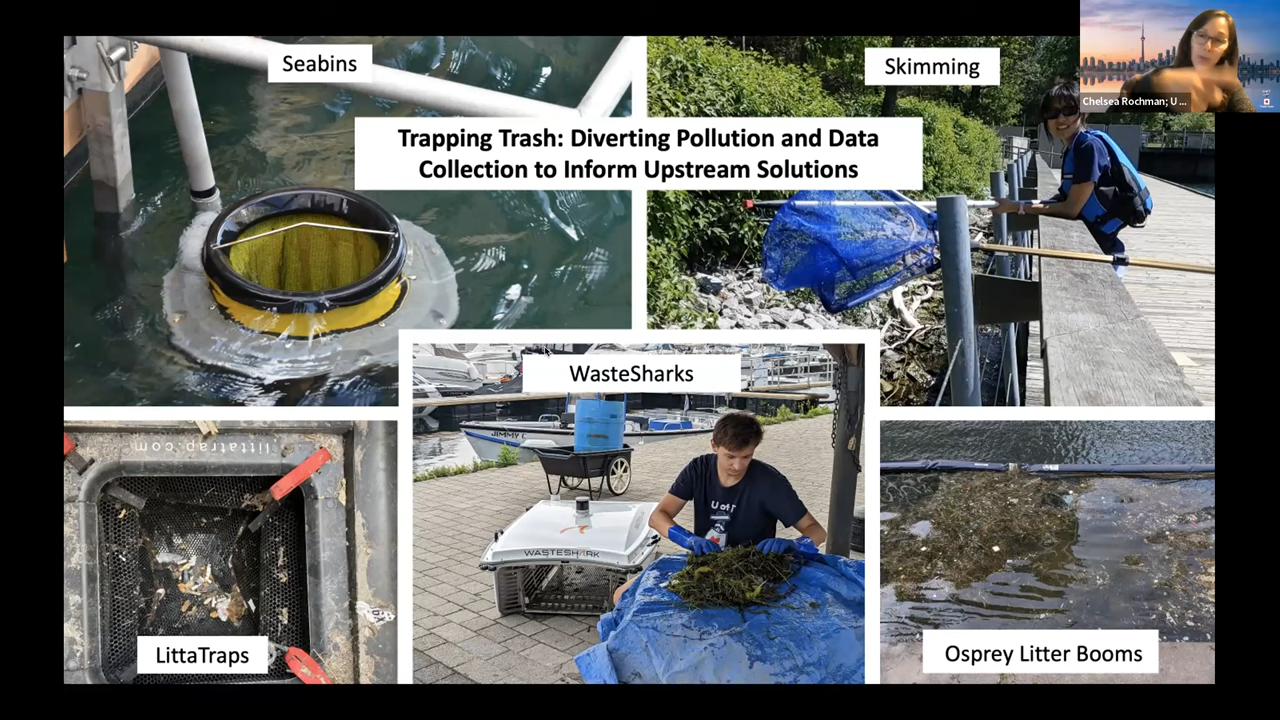 Seabins
Skimming
Chelsea Rochman; U ...
Trapping Trash: Diverting Pollution and Data
Collection to Inform Upstream Solutions
WasteSharks
JIMMY
littatrap.com
U of T
WASTESHARK
LittaTraps
Osprey Litter Booms